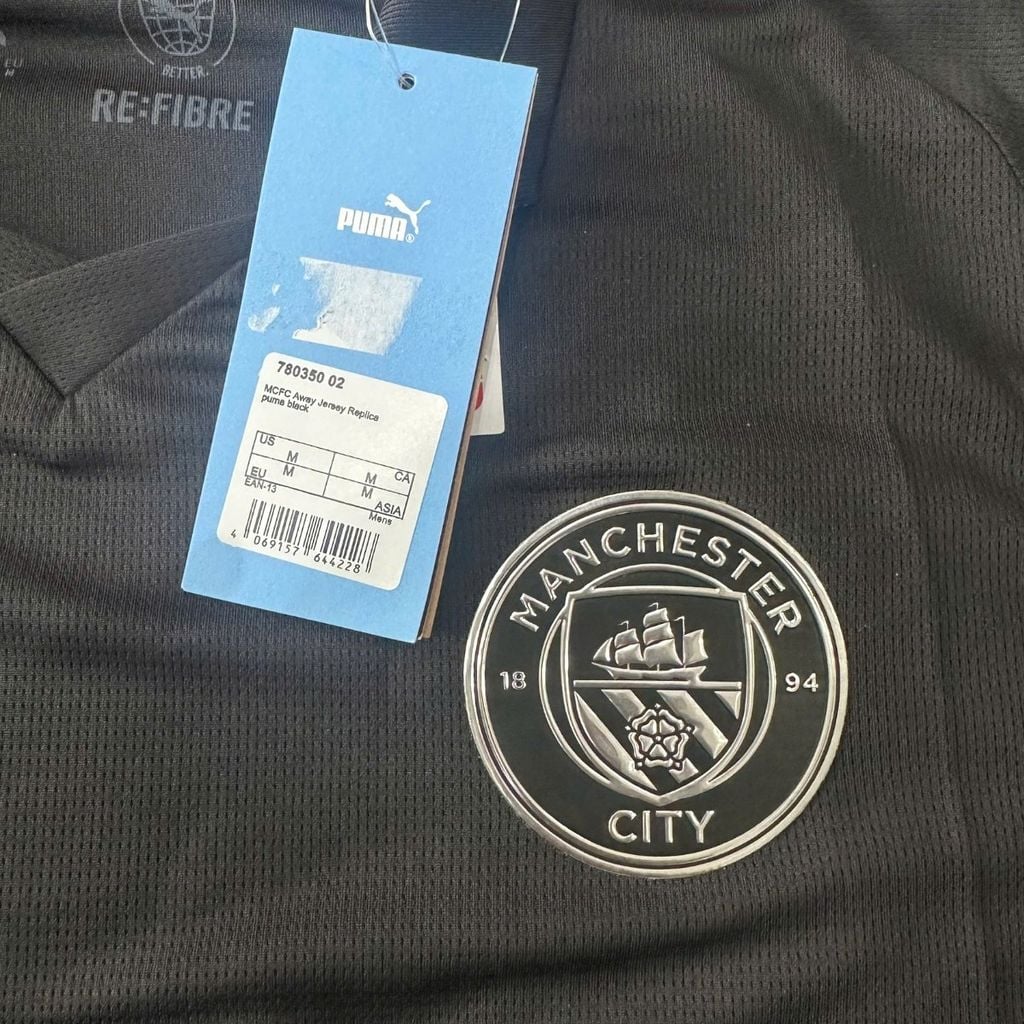 EU
M
BETTER.
RE:FIBRE
PUMA
780350 02
MCFC Away Jersey Replica
puma black
US M M CA
EU M M ASIA
EAN-13 Mens
4 069157 644228
MANCHESTER
18 94
CITY